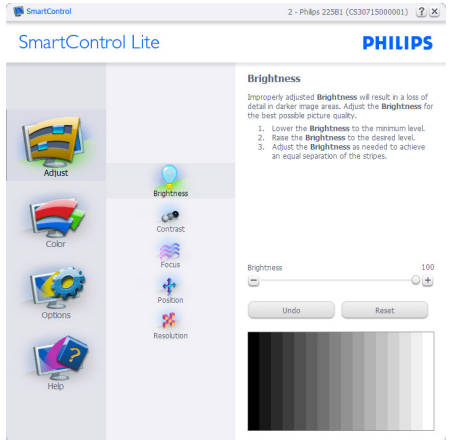 SmartControl
2 - Philips 225B1 (CS30715000001)
?
SmartControl Lite
PHILIPS
Adjust
Color
Options
Help
Brightness
Contrast
Focus
Position
Resolution
Brightness
Improperly adjusted Brightness will result in a loss of
detail in darker image areas. Adjust the Brightness for
the best possible picture quality.
1. Lower the Brightness to the minimum level.
2. Raise the Brightness to the desired level.
3. Adjust the Brightness as needed to achieve
an equal separation of the stripes.
Brightness 100
Undo Reset